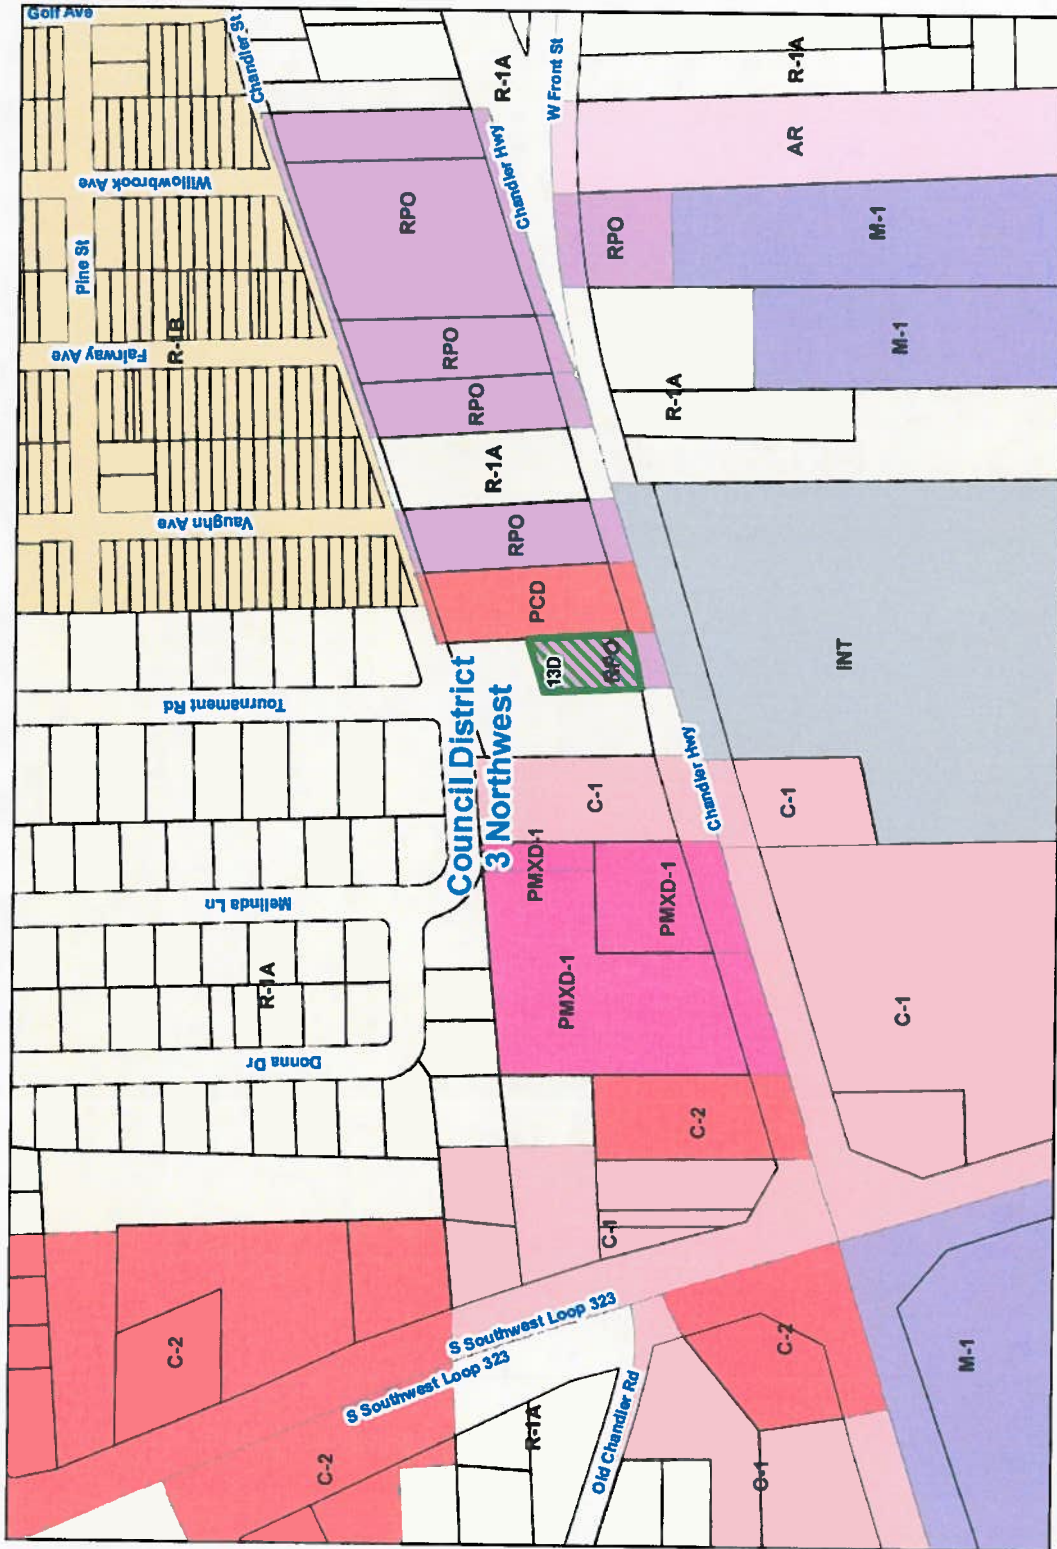 Golf Ave
Chandler St
R-1A
W Front St
R-1A
Willowbrook Ave
RPO
Chandler Hwy
AR
Pine St
RPO
M-1
Fairway Ave
R-1B
RPO
M-1
RPO
R-1A
R-1A
Vaughn Ave
RPO
PCD
13D
RPO
INT
Council District
3 Northwest
Tournament Rd
Chandler Hwy
C-1
C-1
Melinda Ln
PMXD-1
PMXD-1
PMXD-1
R-1A
C-1
Donna Dr
C-2
C-1
S Southwest Loop 323
S Southwest Loop 323
C-2
C-2
M-1
Old Chandler Rd
R-1A
C-2
C-1